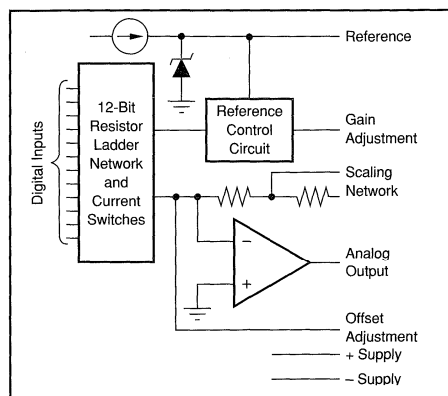 Reference
12-Bit
Resistor
Ladder
Network
and
Current
Switches
Digital Inputs
Reference
Control
Circuit
Gain
Adjustment
Scaling
Network
−
+
Analog
Output
Offset
Adjustment
+ Supply
− Supply